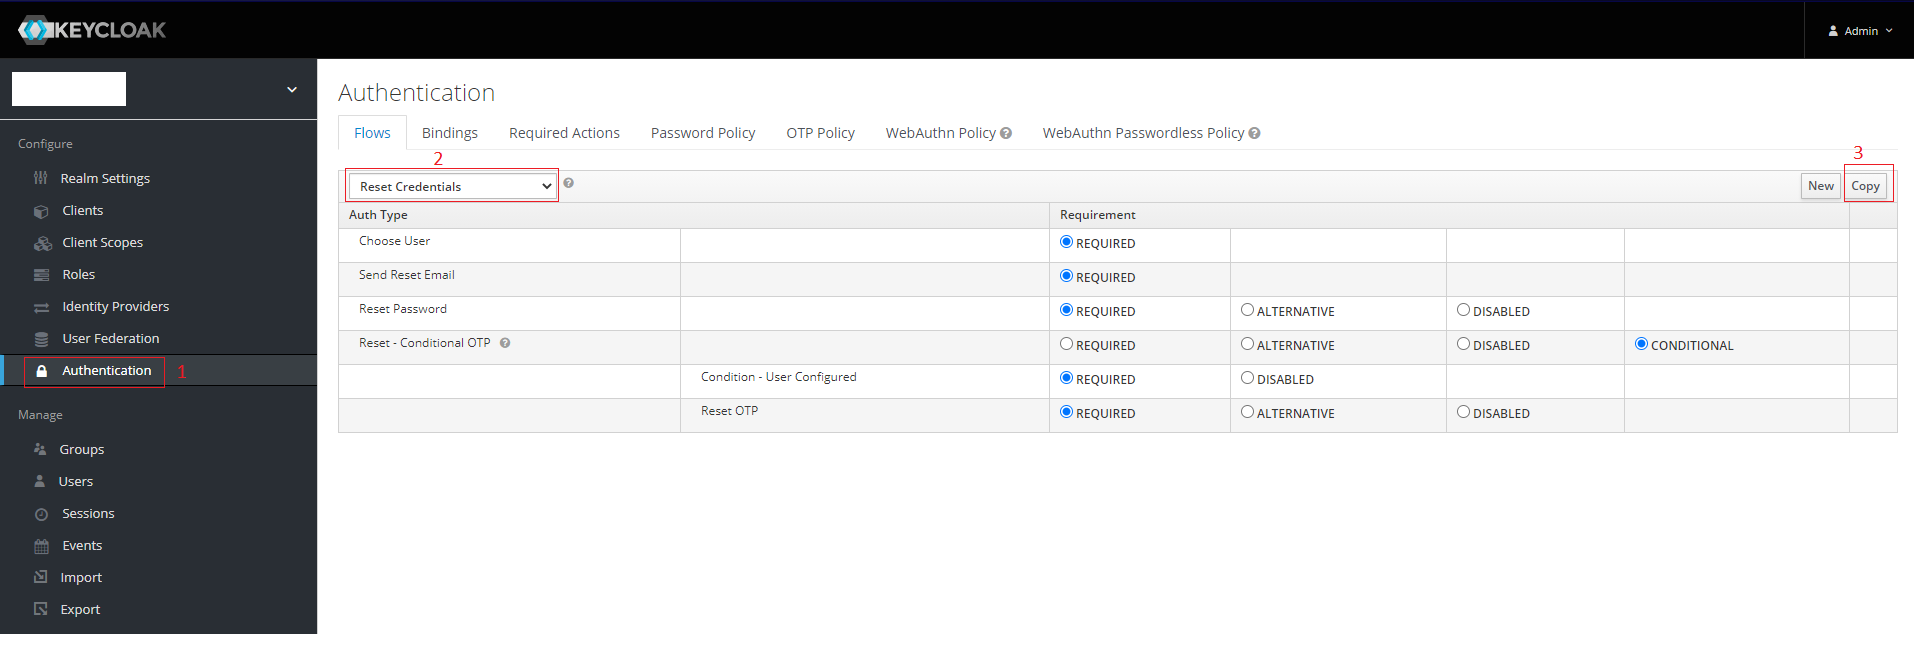 KEYCLOAK
Admin
Configure
Realm Settings
Clients
Client Scopes
Roles
Identity Providers
User Federation
Authentication 1
Manage
Groups
Users
Sessions
Events
Import
Export
Authentication
Flows Bindings Required Actions Password Policy OTP Policy WebAuthn Policy ? WebAuthn Passwordless Policy ?
2 3
Reset Credentials ? New Copy
Auth Type Requirement
Choose User REQUIRED
Send Reset Email REQUIRED
Reset Password REQUIRED ALTERNATIVE DISABLED
Reset - Conditional OTP ? REQUIRED ALTERNATIVE DISABLED CONDITIONAL
Condition - User Configured REQUIRED DISABLED
Reset OTP REQUIRED ALTERNATIVE DISABLED